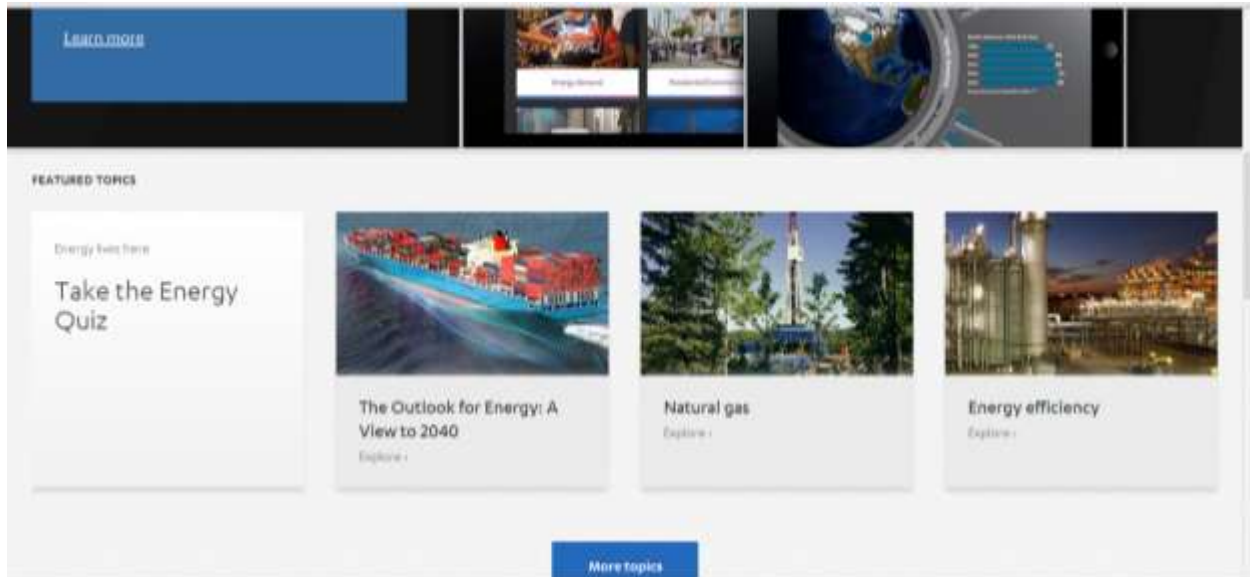 Learn more
Energy Demand
FEATURED TOPICS
Energy lives here
Take the Energy
Quiz
The Outlook for Energy: A
View to 2040
Explore ›
Natural gas
Explore ›
Energy efficiency
Explore ›
More topics